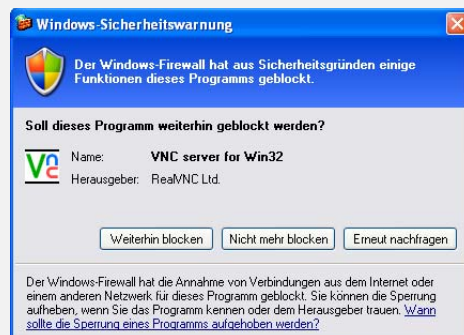 Windows-Sicherheitswarnung
Der Windows-Firewall hat aus Sicherheitsgründen einige
Funktionen dieses Programms geblockt.
Soll dieses Programm weiterhin geblockt werden?
VNC
Name: VNC server for Win32
Herausgeber: RealVNC Ltd.
Weiterhin blocken Nicht mehr blocken Erneut nachfragen
Der Windows-Firewall hat die Annahme von Verbindungen aus dem Internet oder
einem anderen Netzwerk für dieses Programm geblockt. Sie können die Sperrung
aufheben, wenn Sie das Programm kennen oder dem Herausgeber trauen. Wann
sollte die Sperrung eines Programms aufgehoben werden?